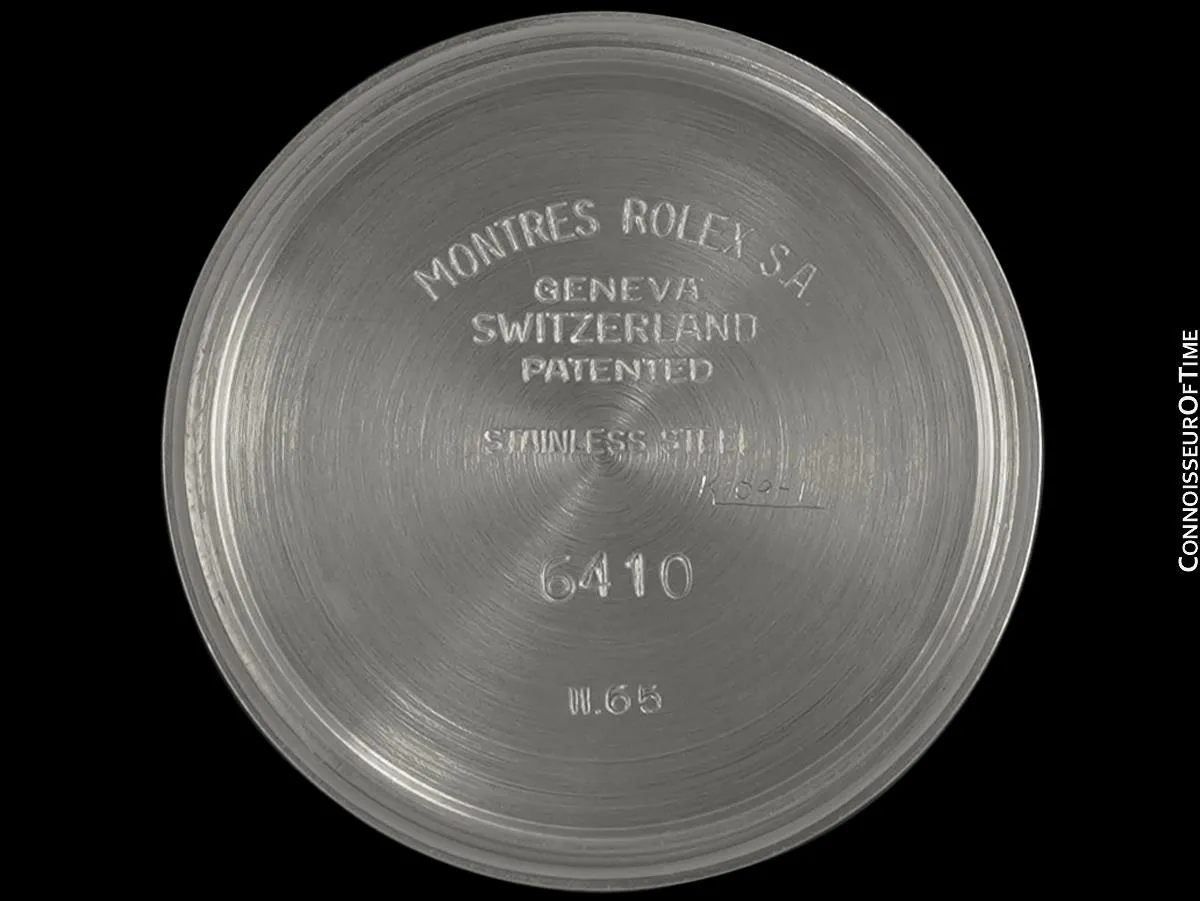 MONTRES ROLEX S.A.
GENEVA
SWITZERLAND
PATENTED
STAINLESS STEEL
6410
II.65
CONNOISSEUROFTIME